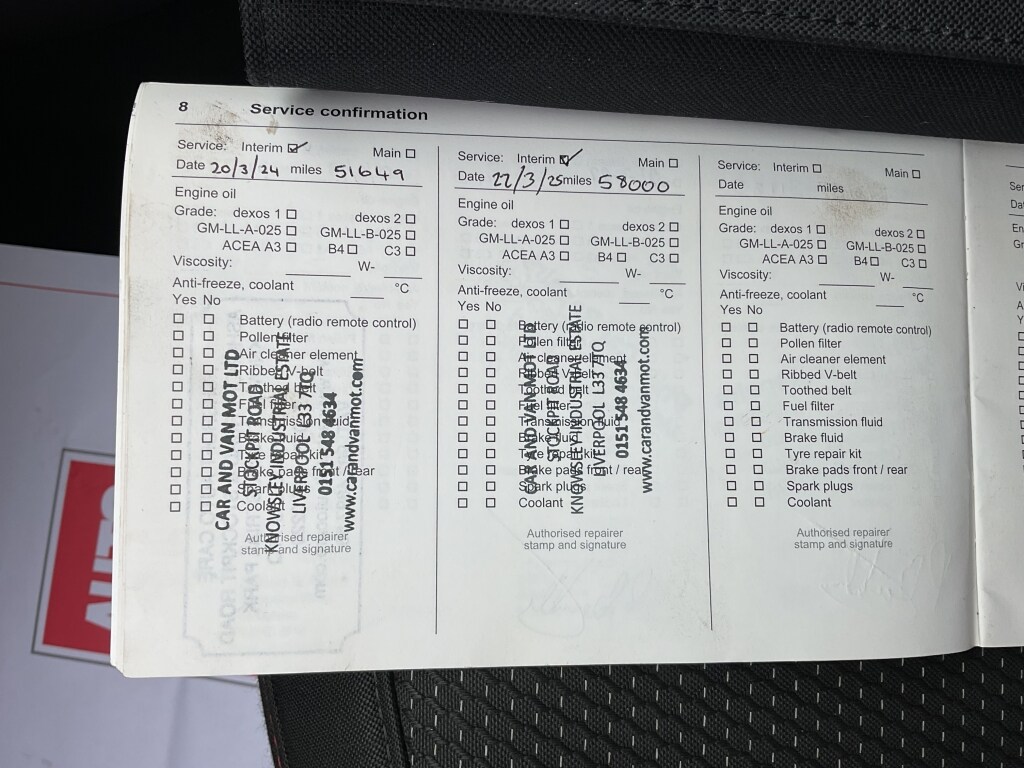 8 Service confirmation
Service: Interim ☑ Main ☐
Date 20/3/24 miles 51649
Engine oil
Grade: dexos 1 ☐ dexos 2 ☐
GM-LL-A-025 ☐ GM-LL-B-025 ☐
ACEA A3 ☐ B4 ☐ C3 ☐
Viscosity: W-
Anti-freeze, coolant °C
Yes No
☐ ☐ Battery (radio remote control)
☐ ☐ Pollen filter
☐ ☐ Air cleaner element
☐ ☐ Ribbed V-belt
☐ ☐ Toothed belt
☐ ☐ Fuel filter
☐ ☐ Transmission fluid
☐ ☐ Brake fluid
☐ ☐ Tyre repair kit
☐ ☐ Brake pads front / rear
☐ ☐ Spark plugs
☐ ☐ Coolant
Authorised repairer
stamp and signature
CAR AND VAN MOT LTD
STOCKPIT ROAD
KNOWSLEY INDUSTRIAL ESTATE
LIVERPOOL L33 7TQ
0151 548 4634
www.carandvanmot.com
Service: Interim ☑ Main ☐
Date 22/3/25 miles 58000
Engine oil
Grade: dexos 1 ☐ dexos 2 ☐
GM-LL-A-025 ☐ GM-LL-B-025 ☐
ACEA A3 ☐ B4 ☐ C3 ☐
Viscosity: W-
Anti-freeze, coolant °C
Yes No
☐ ☐ Battery (radio remote control)
☐ ☐ Pollen filter
☐ ☐ Air cleaner element
☐ ☐ Ribbed V-belt
☐ ☐ Toothed belt
☐ ☐ Fuel filter
☐ ☐ Transmission fluid
☐ ☐ Brake fluid
☐ ☐ Tyre repair kit
☐ ☐ Brake pads front / rear
☐ ☐ Spark plugs
☐ ☐ Coolant
Authorised repairer
stamp and signature
CAR AND VAN MOT LTD
STOCKPIT ROAD
KNOWSLEY INDUSTRIAL ESTATE
LIVERPOOL L33 7TQ
0151 548 4634
www.carandvanmot.com
Service: Interim ☐ Main ☐
Date miles
Engine oil
Grade: dexos 1 ☐ dexos 2 ☐
GM-LL-A-025 ☐ GM-LL-B-025 ☐
ACEA A3 ☐ B4 ☐ C3 ☐
Viscosity: W-
Anti-freeze, coolant °C
Yes No
☐ ☐ Battery (radio remote control)
☐ ☐ Pollen filter
☐ ☐ Air cleaner element
☐ ☐ Ribbed V-belt
☐ ☐ Toothed belt
☐ ☐ Fuel filter
☐ ☐ Transmission fluid
☐ ☐ Brake fluid
☐ ☐ Tyre repair kit
☐ ☐ Brake pads front / rear
☐ ☐ Spark plugs
☐ ☐ Coolant
Authorised repairer
stamp and signature